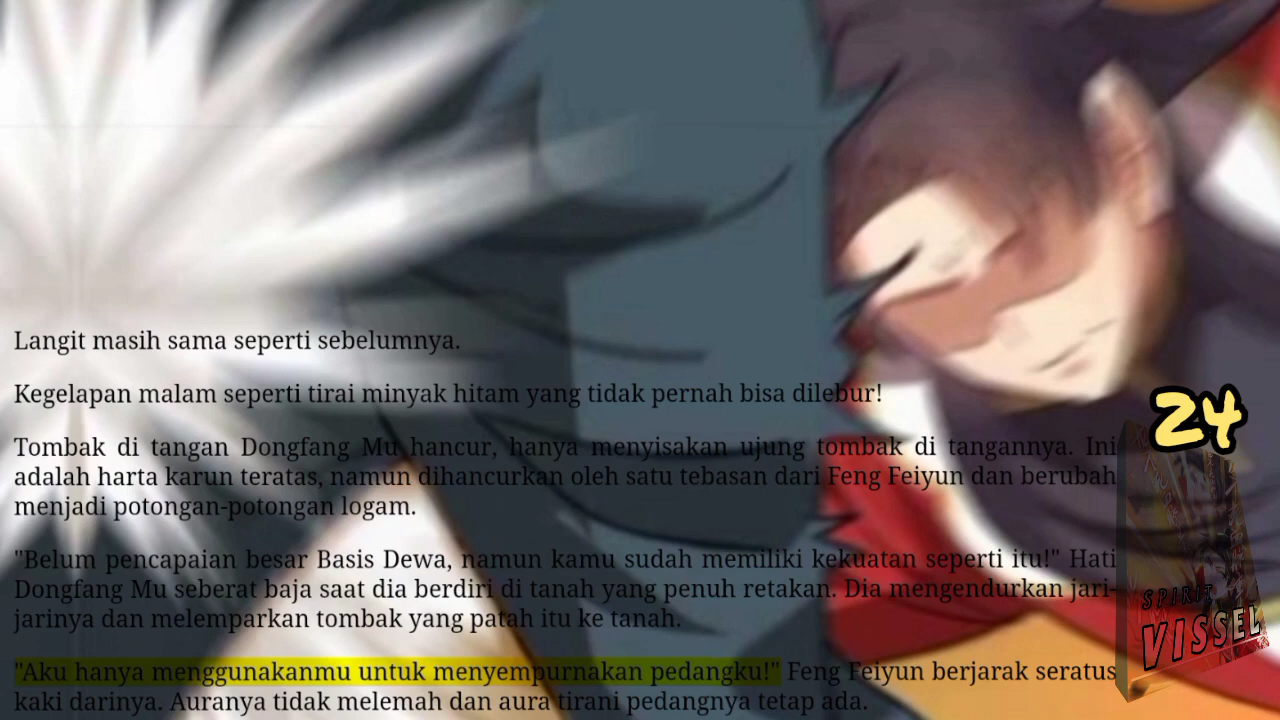 Langit masih sama seperti sebelumnya.
Kegelapan malam seperti tirai minyak hitam yang tidak pernah bisa dilebur!
Tombak di tangan Dongfang Mu hancur, hanya menyisakan ujung tombak di tangannya. Ini
adalah harta karun teratas, namun dihancurkan oleh satu tebasan dari Feng Feiyun dan berubah
menjadi potongan-potongan logam.
"Belum pencapaian besar Basis Dewa, namun kamu sudah memiliki kekuatan seperti itu!" Hati
Dongfang Mu seberat baja saat dia berdiri di tanah yang penuh retakan. Dia mengendurkan jari-
jarinya dan melemparkan tombak yang patah itu ke tanah.
"Aku hanya menggunakanmu untuk menyempurnakan pedangku!" Feng Feiyun berjarak seratus
kaki darinya. Auranya tidak melemah dan aura tirani pedangnya tetap ada.
24
SPIRIT
VISSEL